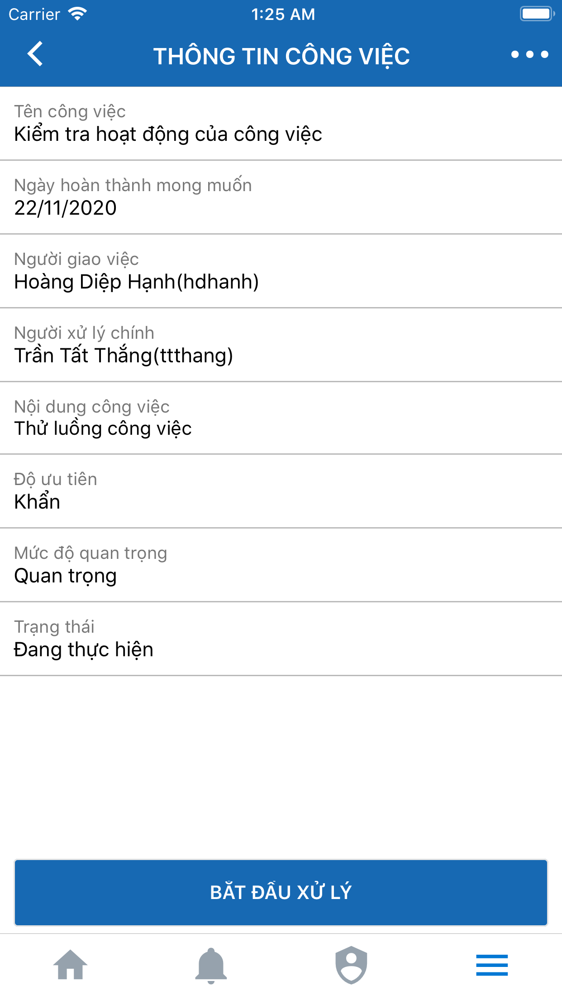 Carrier
1:25 AM
THÔNG TIN CÔNG VIỆC
Tên công việc
Kiểm tra hoạt động của công việc
Ngày hoàn thành mong muốn
22/11/2020
Người giao việc
Hoàng Diệp Hạnh(hdhanh)
Người xử lý chính
Trần Tất Thắng(ttthang)
Nội dung công việc
Thử luồng công việc
Độ ưu tiên
Khẩn
Mức độ quan trọng
Quan trọng
Trạng thái
Đang thực hiện
BẮT ĐẦU XỬ LÝ